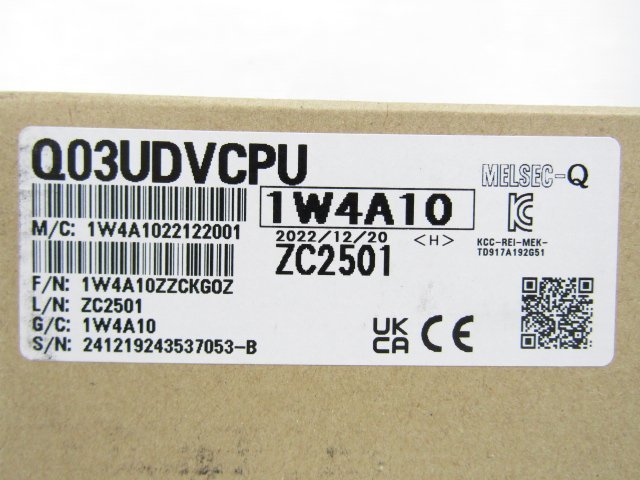 Q03UDVCPU
MELSEC-Q
1W4A10
M/C: 1W4A1022122001
2022/12/20 <H>
KCC-REI-MEK-
TD917A192G51
ZC2501
F/N: 1W4A10ZZCKG0Z
L/N: ZC2501
G/C: 1W4A10
S/N: 241219243537053-B
UK
CA CE